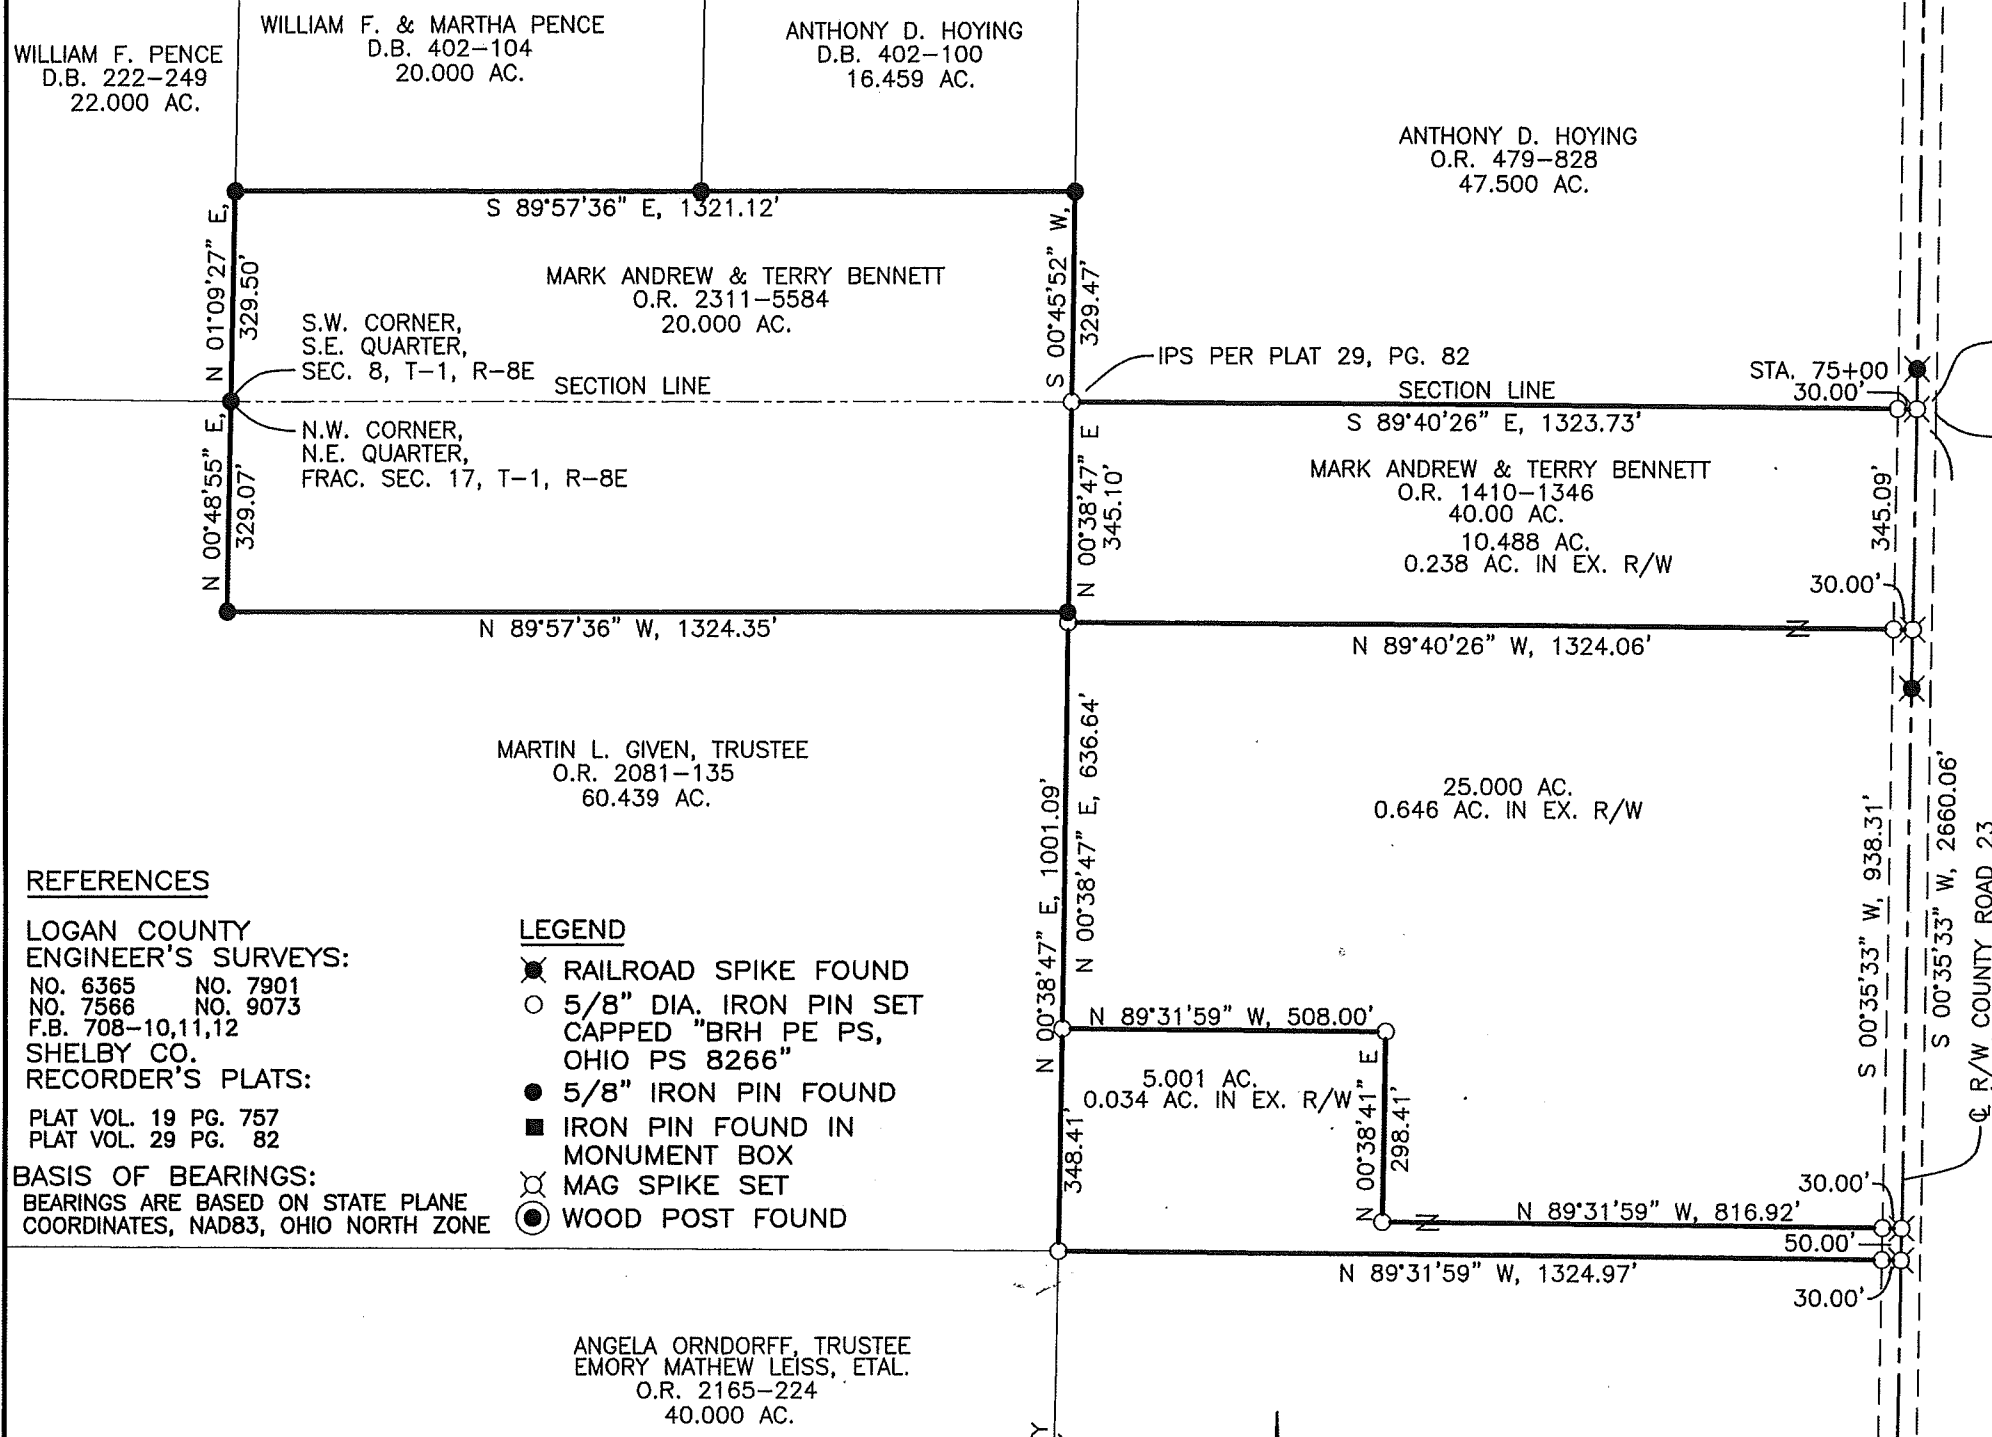 WILLIAM F. PENCE
D.B. 222-249
22.000 AC.
WILLIAM F. & MARTHA PENCE
D.B. 402-104
20.000 AC.
ANTHONY D. HOYING
D.B. 402-100
16.459 AC.
ANTHONY D. HOYING
O.R. 479-828
47.500 AC.
S 89°57'36" E, 1321.12'
N 01°09'27" E,
329.50'
MARK ANDREW & TERRY BENNETT
O.R. 2311-5584
20.000 AC.
S 00°45'52" W,
329.47'
S.W. CORNER,
S.E. QUARTER,
SEC. 8, T-1, R-8E
SECTION LINE
IPS PER PLAT 29, PG. 82
SECTION LINE
STA. 75+00
30.00'
S 89°40'26" E, 1323.73'
N.W. CORNER,
N.E. QUARTER,
FRAC. SEC. 17, T-1, R-8E
N 00°48'55" E,
329.07'
N 00°38'47" E
345.10'
MARK ANDREW & TERRY BENNETT
O.R. 1410-1346
40.00 AC.
10.488 AC.
0.238 AC. IN EX. R/W
345.09'
30.00'
N 89°57'36" W, 1324.35'
N 89°40'26" W, 1324.06'
MARTIN L. GIVEN, TRUSTEE
O.R. 2081-135
60.439 AC.
N 00°38'47" E, 1001.09'
N 00°38'47" E, 636.64'
25.000 AC.
0.646 AC. IN EX. R/W
S 00°35'33" W, 938.31'
S 00°35'33" W, 2660.06'
℄ R/W COUNTY ROAD 23
REFERENCES
LOGAN COUNTY
ENGINEER'S SURVEYS:
NO. 6365 NO. 7901
NO. 7566 NO. 9073
F.B. 708-10,11,12
SHELBY CO.
RECORDER'S PLATS:
PLAT VOL. 19 PG. 757
PLAT VOL. 29 PG. 82
BASIS OF BEARINGS:
BEARINGS ARE BASED ON STATE PLANE
COORDINATES, NAD83, OHIO NORTH ZONE
LEGEND
RAILROAD SPIKE FOUND
5/8" DIA. IRON PIN SET
CAPPED "BRH PE PS,
OHIO PS 8266"
5/8" IRON PIN FOUND
IRON PIN FOUND IN
MONUMENT BOX
MAG SPIKE SET
WOOD POST FOUND
N 89°31'59" W, 508.00'
5.001 AC.
0.034 AC. IN EX. R/W
348.41'
N 00°38'41" E
298.41'
30.00'
N 89°31'59" W, 816.92'
50.00'
N 89°31'59" W, 1324.97'
30.00'
ANGELA ORNDORFF, TRUSTEE
EMORY MATHEW LEISS, ETAL.
O.R. 2165-224
40.000 AC.
Y